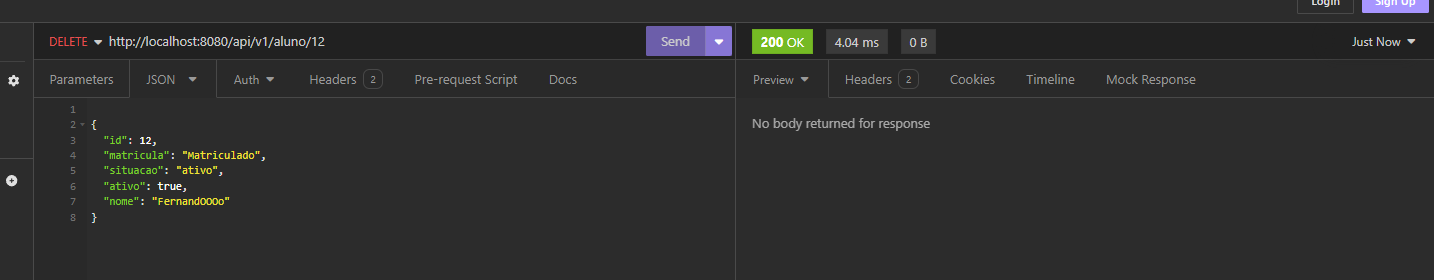 Login Sign Up
DELETE http://localhost:8080/api/v1/aluno/12 Send 200 OK 4.04 ms 0 B Just Now
Parameters JSON Auth Headers 2 Pre-request Script Docs Preview Headers 2 Cookies Timeline Mock Response
1
2 {
3 "id": 12,
4 "matricula": "Matriculado",
5 "situacao": "ativo",
6 "ativo": true,
7 "nome": "FernandOOOo"
8 }
No body returned for response